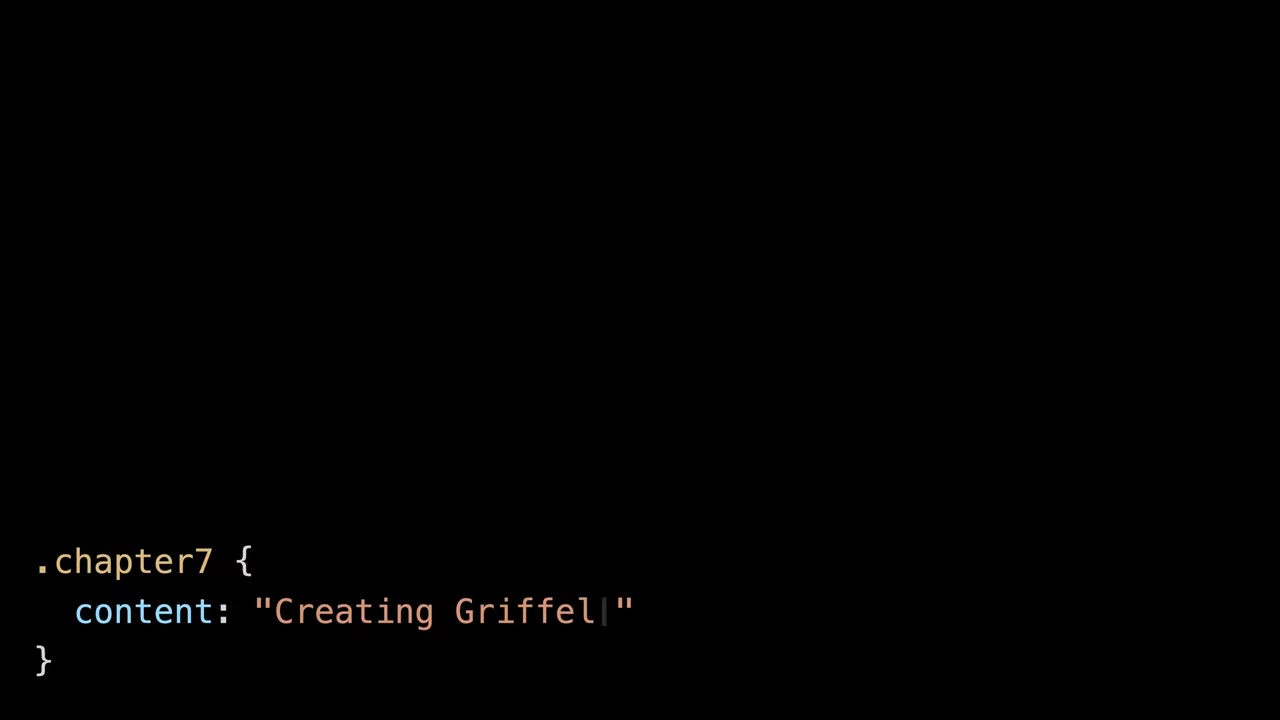 .chapter7 {
content: "Creating Griffel|"
}